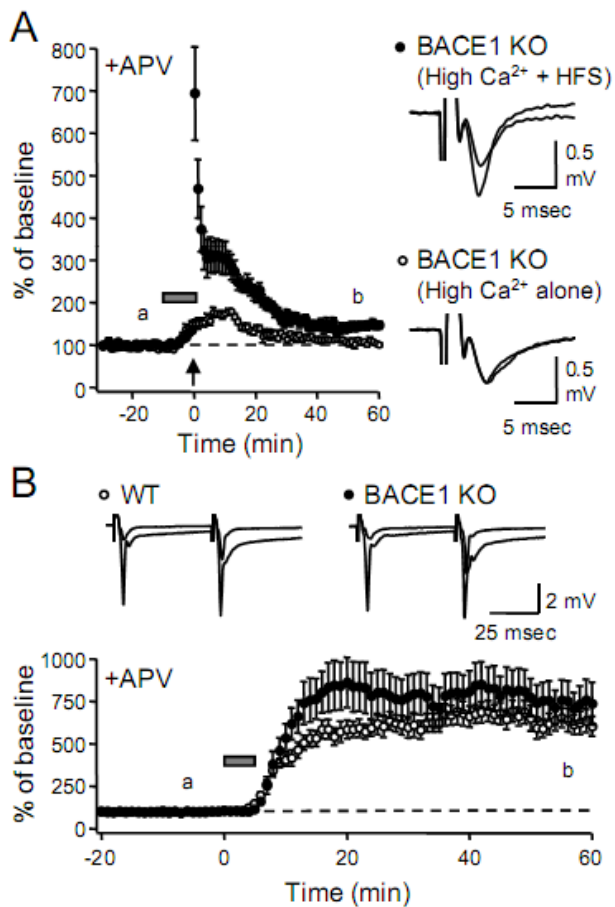 A
+APV
% of baseline
800
700
600
500
400
300
200
100
0
a
b
-20
0
20
40
60
Time (min)
● BACE1 KO
(High Ca²⁺ + HFS)
0.5
mV
5 msec
○ BACE1 KO
(High Ca²⁺ alone)
0.5
mV
5 msec
B
○ WT
● BACE1 KO
2 mV
25 msec
+APV
% of baseline
1000
750
500
250
0
a
b
-20
0
20
40
60
Time (min)